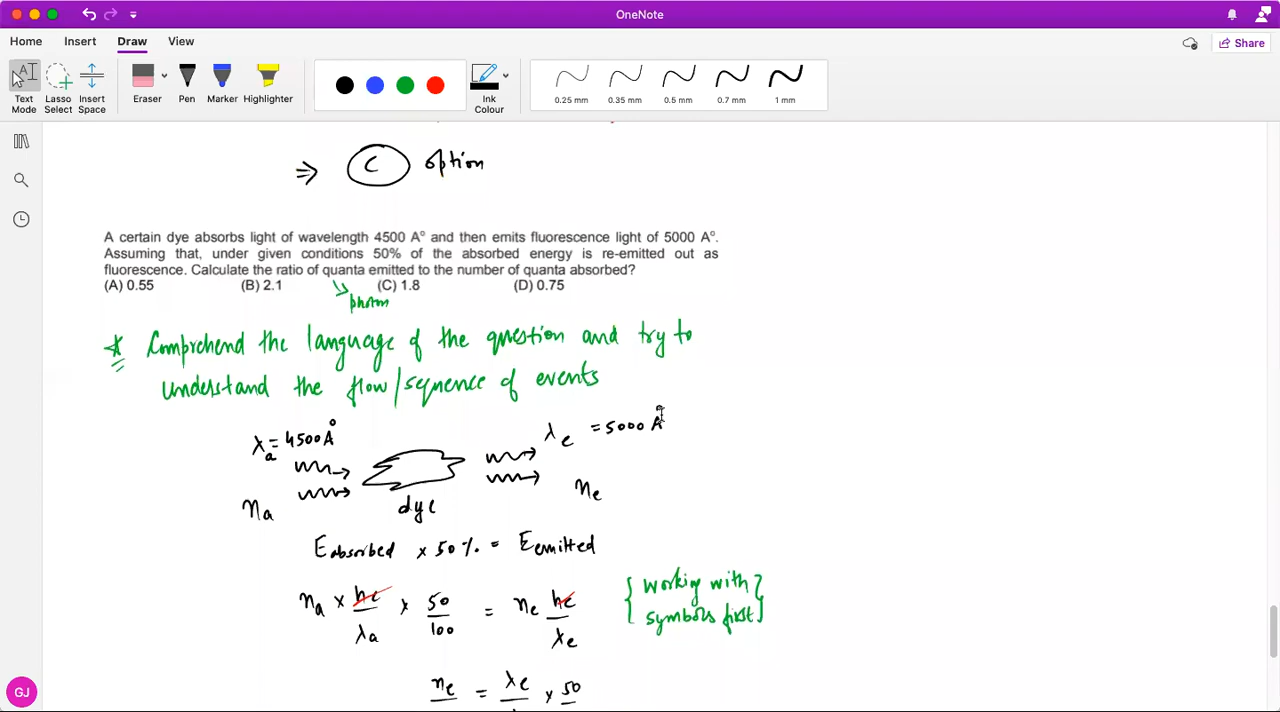 OneNote
Home Insert Draw View
Share
Text Mode
Lasso Select
Insert Space
Eraser
Pen
Marker
Highlighter
Ink Colour
0.25 mm 0.35 mm 0.5 mm 0.7 mm 1 mm
⇒ C option
A certain dye absorbs light of wavelength 4500 A° and then emits fluorescence light of 5000 A°.
Assuming that, under given conditions 50% of the absorbed energy is re-emitted out as
fluorescence. Calculate the ratio of quanta emitted to the number of quanta absorbed?
(A) 0.55 (B) 2.1 (C) 1.8 (D) 0.75
photon
* Comprehend the language of the question and try to
understand the flow/sequence of events
λa = 4500 A° λe = 5000 A°
na dye ne
Eabsorbed × 50% = Eemitted
na × hc/λa × 50/100 = ne hc/λe
{working with
symbols first}
ne = λe × 50
GJ